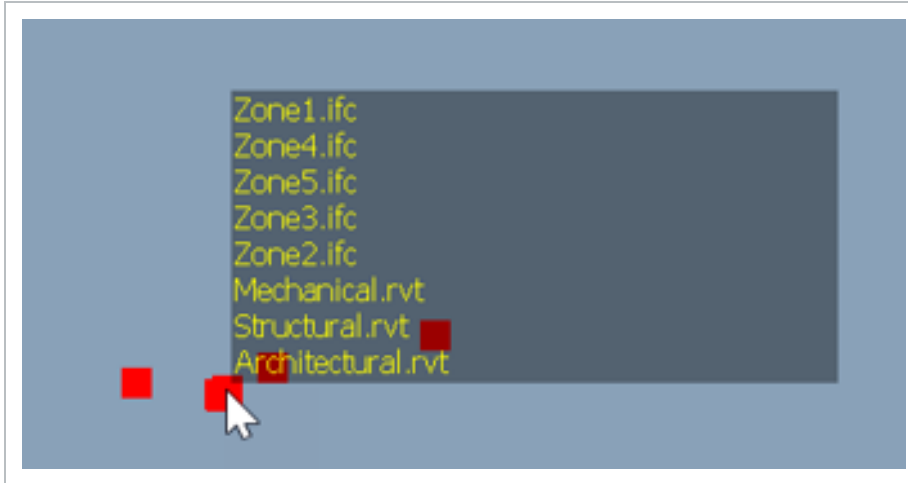 Zone1.ifc
Zone4.ifc
Zone5.ifc
Zone3.ifc
Zone2.ifc
Mechanical.rvt
Structural.rvt
Architectural.rvt